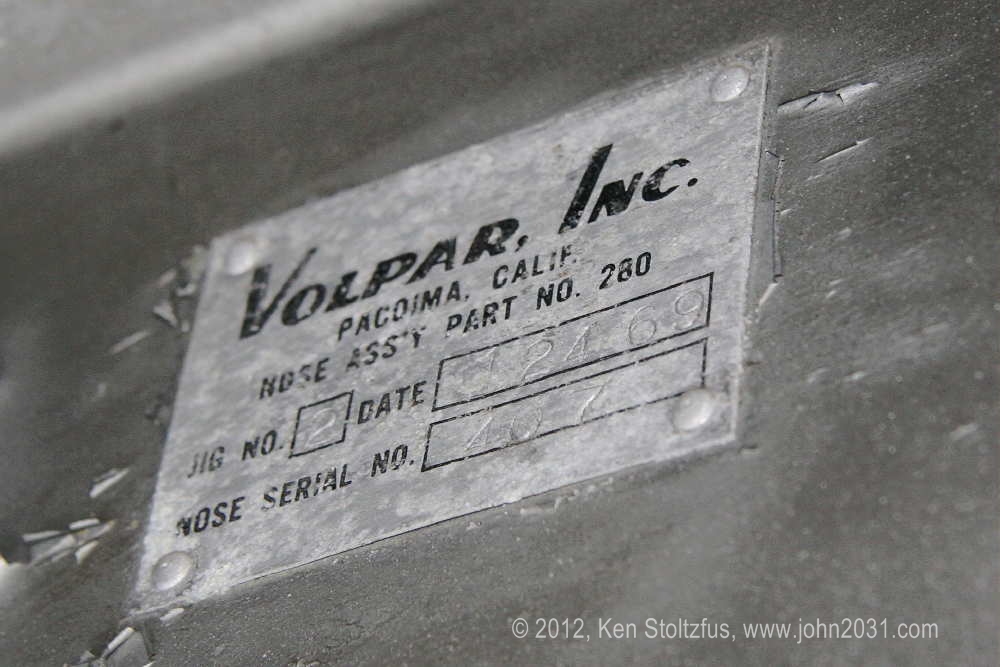 VOLPAR, INC.
PACOIMA, CALIF.
NOSE ASS'Y PART NO. 280
JIG NO. 2 DATE 12469
NOSE SERIAL NO. 407
© 2012, Ken Stoltzfus, www.john2031.com